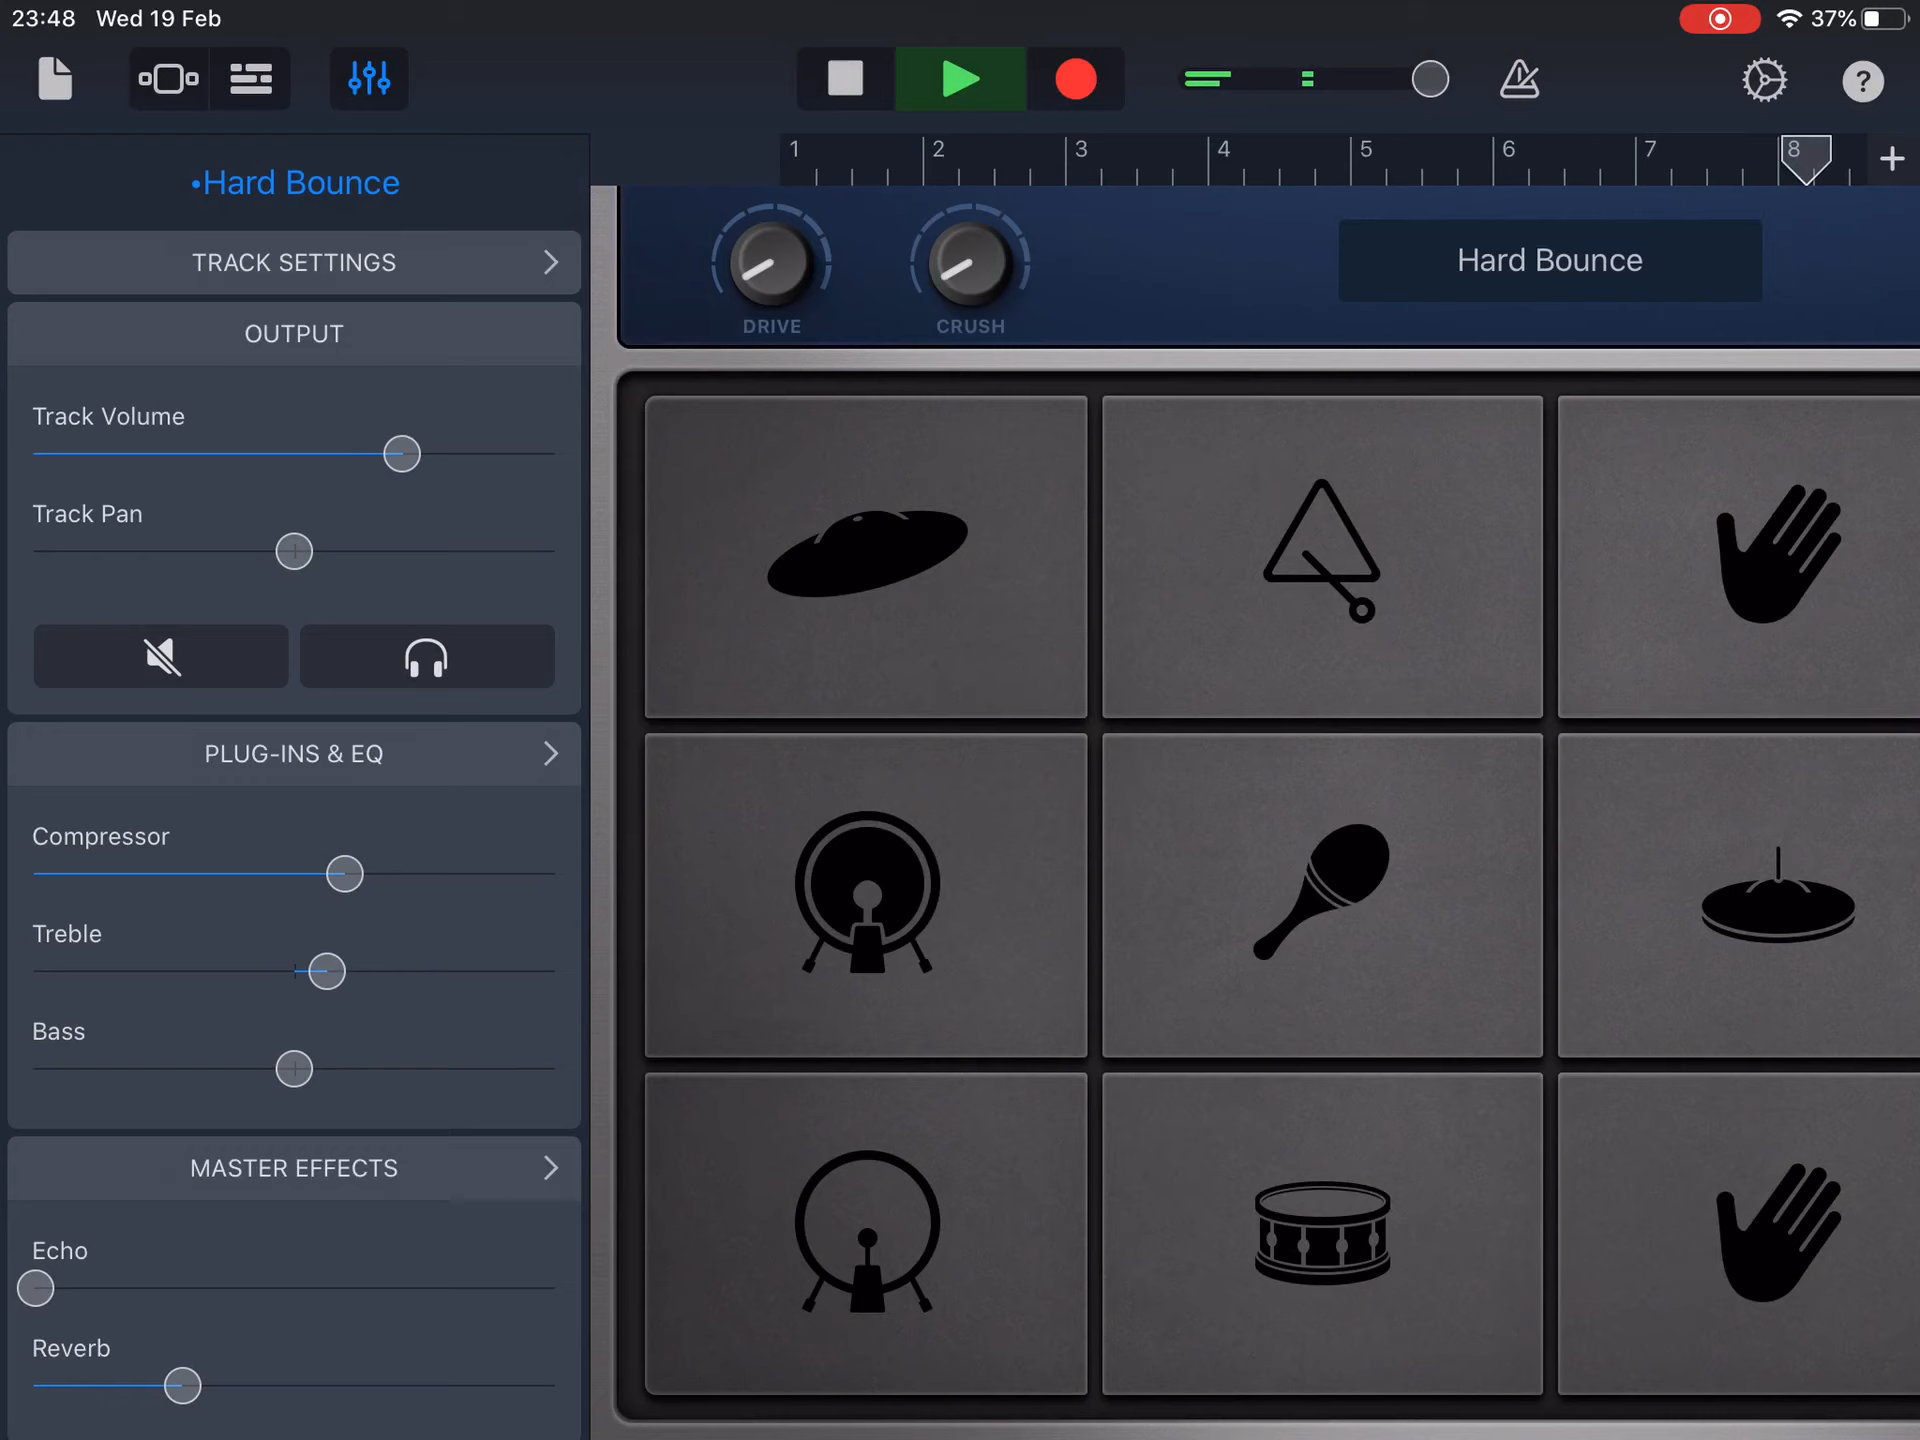 23:48 Wed 19 Feb
37%
?
1 2 3 4 5 6 7 8 +
•Hard Bounce
TRACK SETTINGS
OUTPUT
Track Volume
Track Pan
PLUG-INS & EQ
Compressor
Treble
Bass
MASTER EFFECTS
Echo
Reverb
DRIVE
CRUSH
Hard Bounce